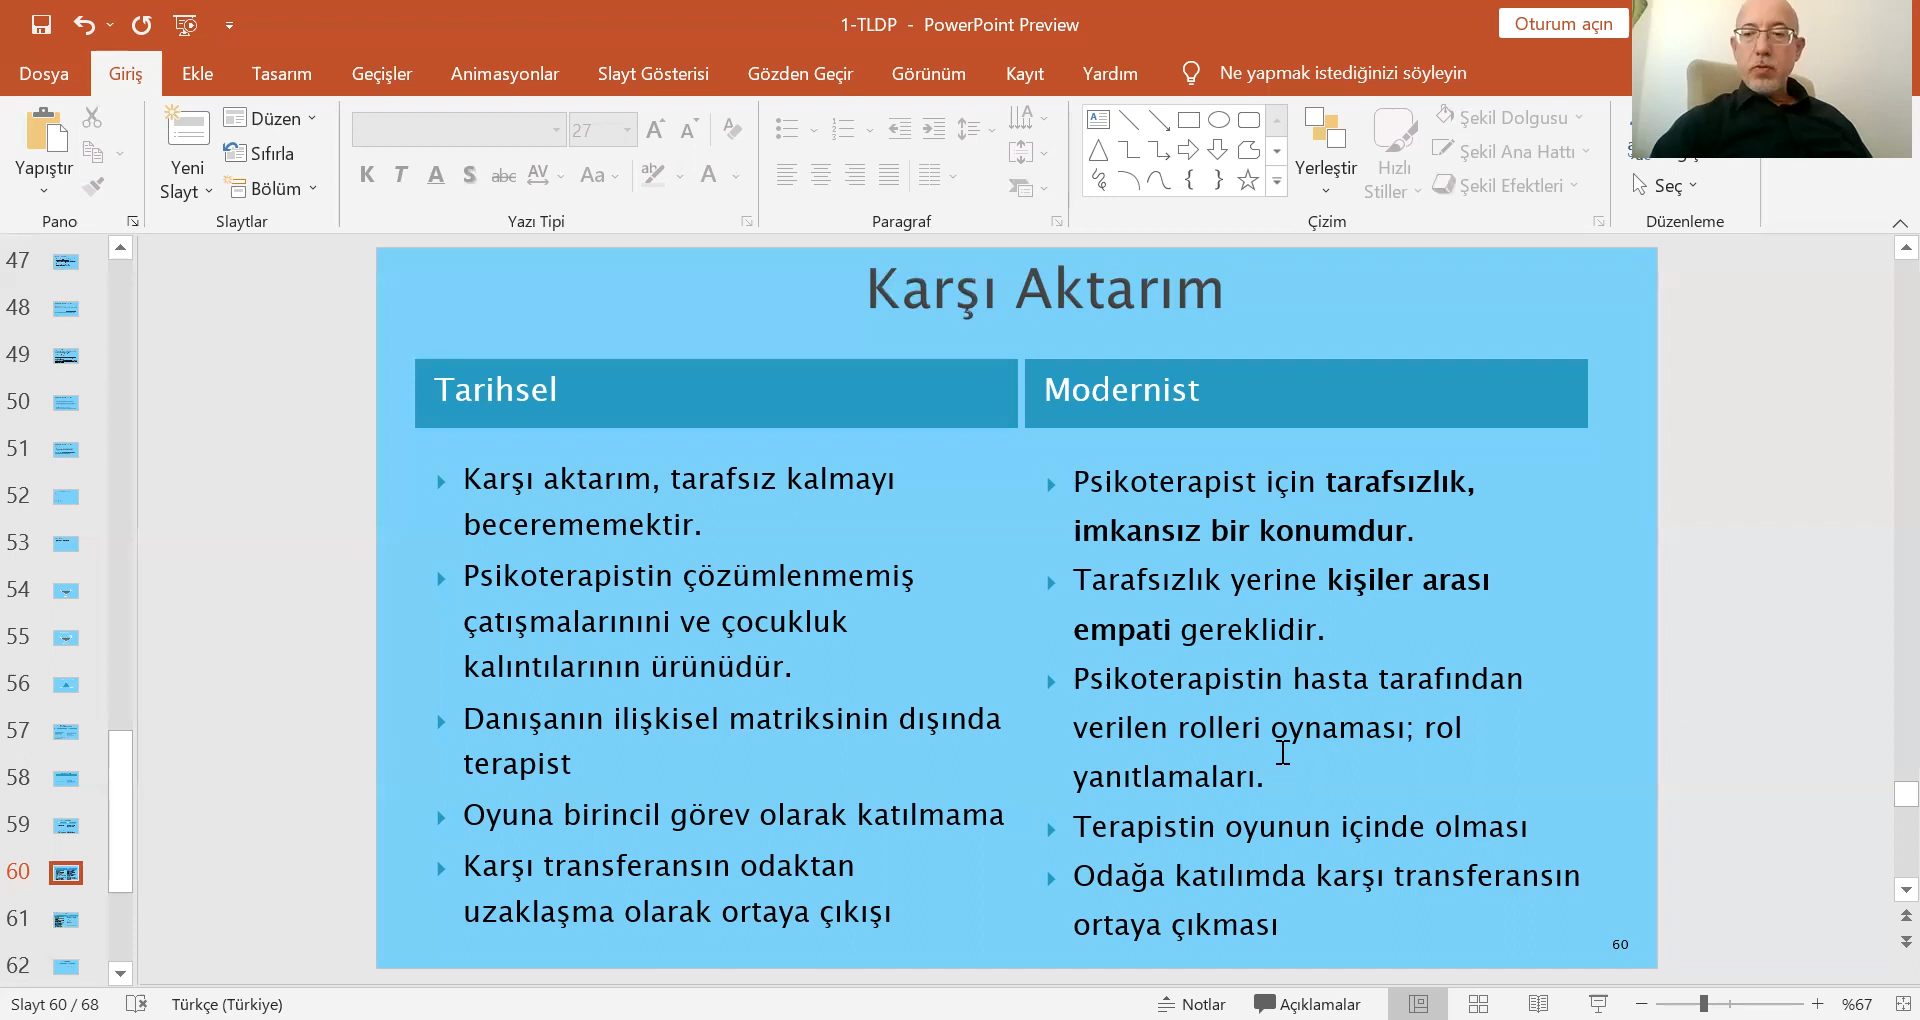 1-TLDP - PowerPoint Preview
Oturum açın
Dosya Giriş Ekle Tasarım Geçişler Animasyonlar Slayt Gösterisi Gözden Geçir Görünüm Kayıt Yardım Ne yapmak istediğinizi söyleyin
Yapıştır
Pano
Yeni
Slayt
Düzen
Sıfırla
Bölüm
Slaytlar
27
K T A S abc AV Aa A
Yazı Tipi
Paragraf
Yerleştir
Hızlı
Stiller
Şekil Dolgusu
Şekil Ana Hattı
Şekil Efektleri
Çizim
Seç
Düzenleme
47
48
49
50
51
52
53
54
55
56
57
58
59
60
61
62
Karşı Aktarım
Tarihsel
Karşı aktarım, tarafsız kalmayı
becerememektir.
Psikoterapistin çözümlenmemiş
çatışmalarınıni ve çocukluk
kalıntılarının ürünüdür.
Danışanın ilişkisel matriksinin dışında
terapist
Oyuna birincil görev olarak katılmama
Karşı transferansın odaktan
uzaklaşma olarak ortaya çıkışı
Modernist
Psikoterapist için tarafsızlık,
imkansız bir konumdur.
Tarafsızlık yerine kişiler arası
empati gereklidir.
Psikoterapistin hasta tarafından
verilen rolleri oynaması; rol
yanıtlamaları.
Terapistin oyunun içinde olması
Odağa katılımda karşı transferansın
ortaya çıkması
60
Slayt 60 / 68 Türkçe (Türkiye) Notlar Açıklamalar %67